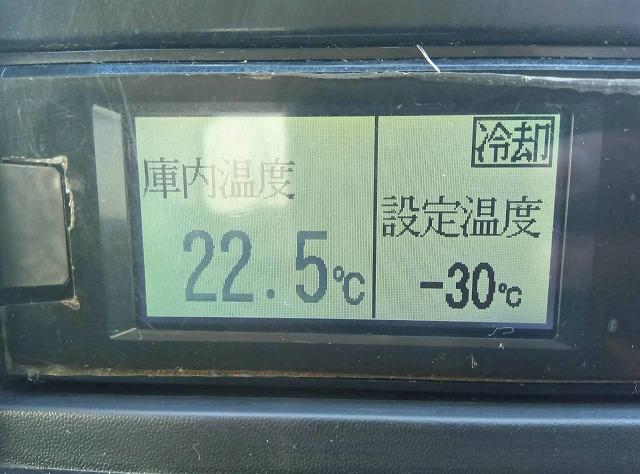 庫内温度
22.5℃
冷却
設定温度
-30℃